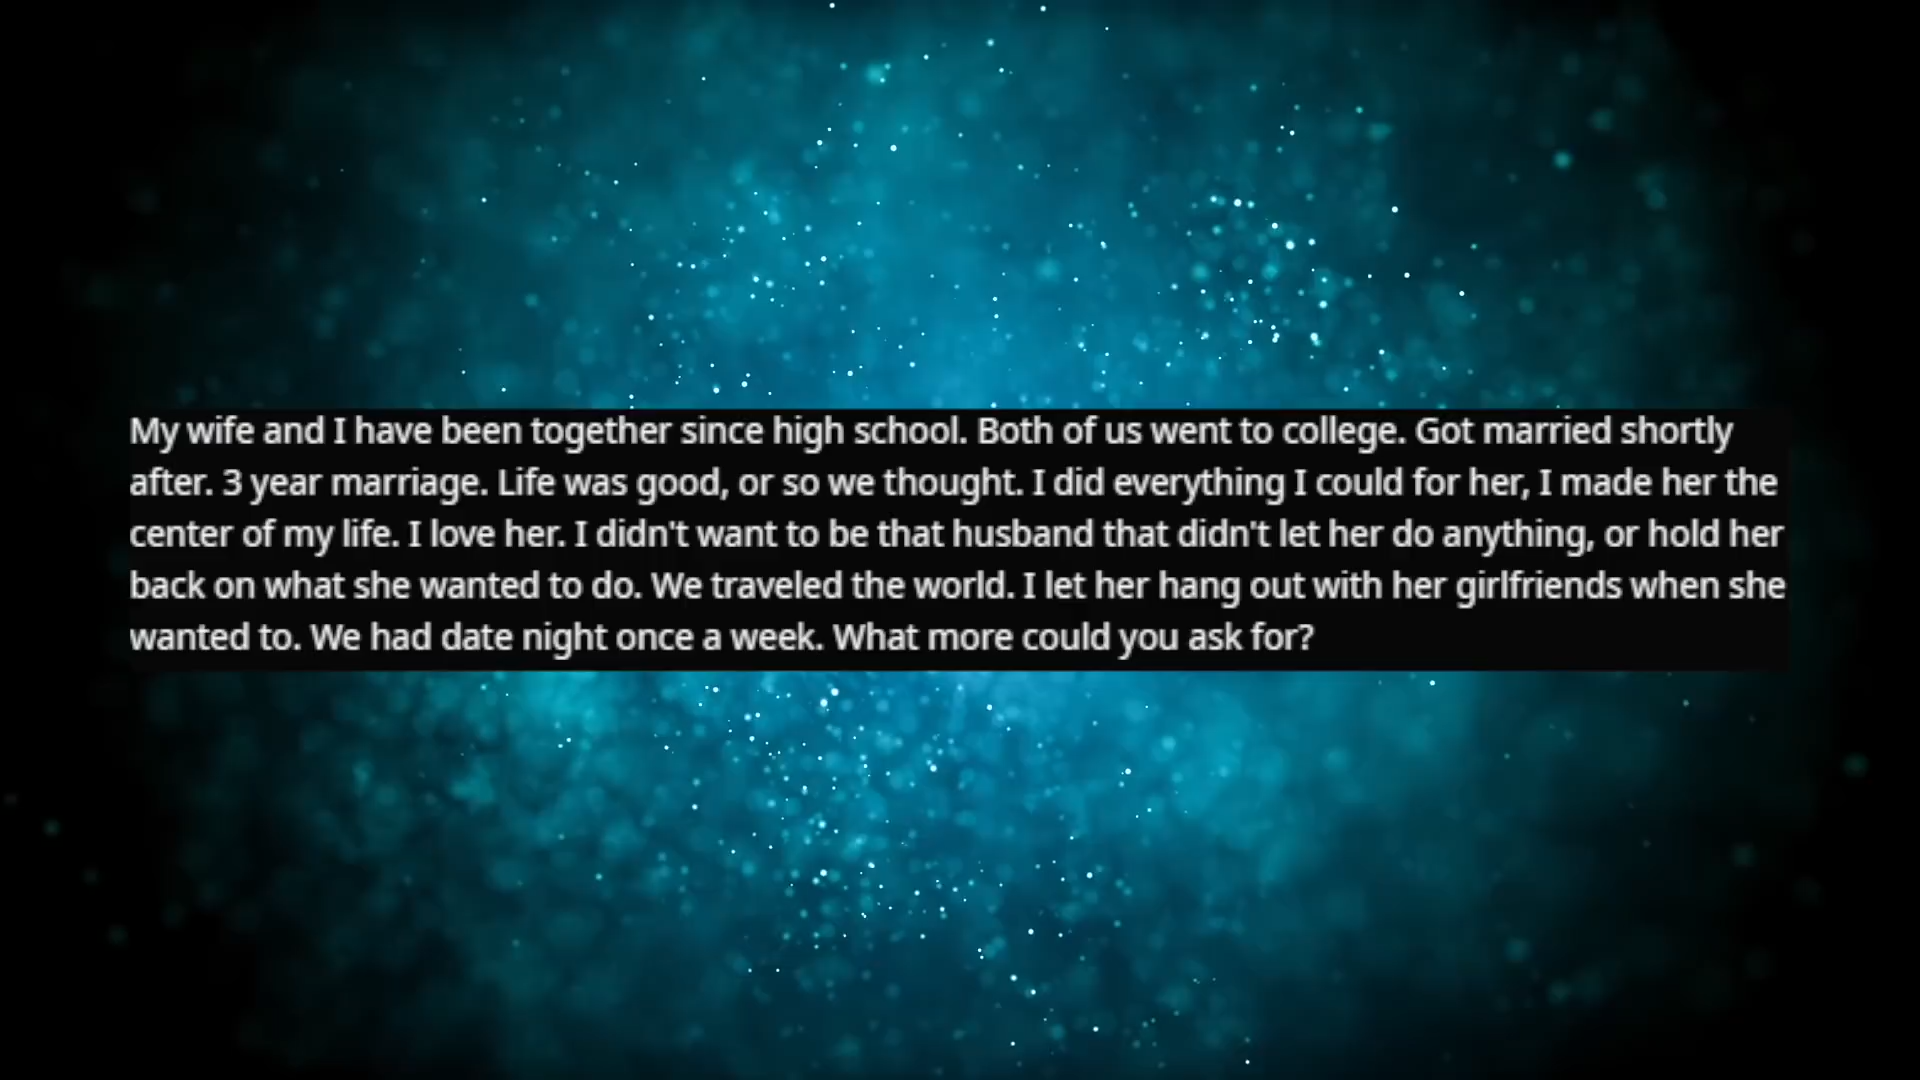 My wife and I have been together since high school. Both of us went to college. Got married shortly
after. 3 year marriage. Life was good, or so we thought. I did everything I could for her, I made her the
center of my life. I love her. I didn't want to be that husband that didn't let her do anything, or hold her
back on what she wanted to do. We traveled the world. I let her hang out with her girlfriends when she
wanted to. We had date night once a week. What more could you ask for?